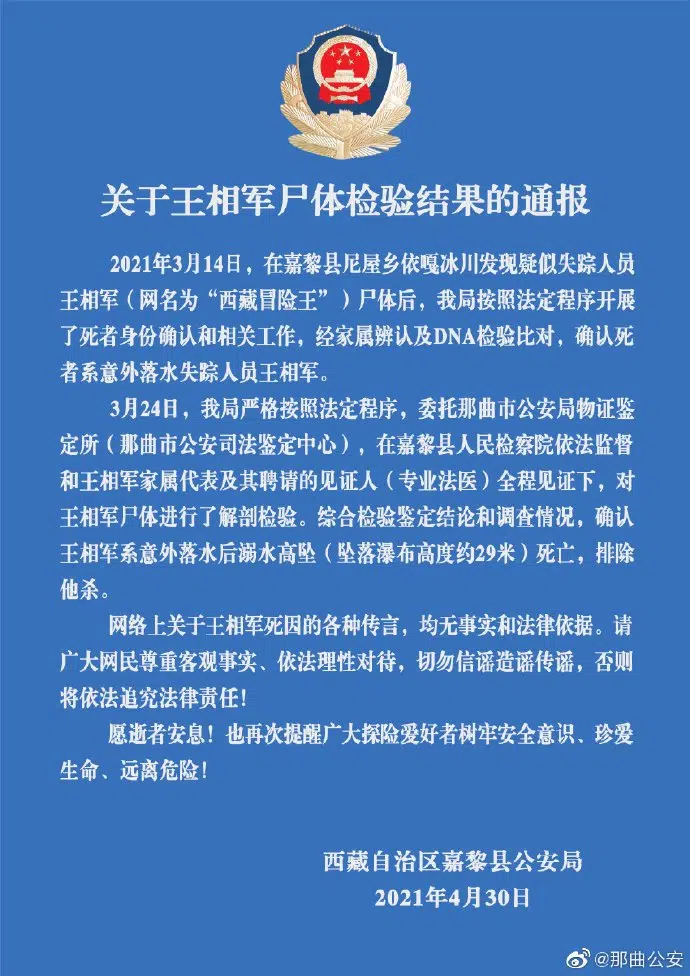 关于王相军尸体检验结果的通报
2021年3月14日，在嘉黎县尼屋乡依嘎冰川发现疑似失踪人员
王相军（网名为“西藏冒险王”）尸体后，我局按照法定程序开展
了死者身份确认和相关工作，经家属辨认及DNA检验比对，确认死
者系意外落水失踪人员王相军。
3月24日，我局严格按照法定程序，委托那曲市公安局物证鉴
定所（那曲市公安司法鉴定中心），在嘉黎县人民检察院依法监督
和王相军家属代表及其聘请的见证人（专业法医）全程见证下，对
王相军尸体进行了解剖检验。综合检验鉴定结论和调查情况，确认
王相军系意外落水后溺水高坠（坠落瀑布高度约29米）死亡，排除
他杀。
网络上关于王相军死因的各种传言，均无事实和法律依据。请
广大网民尊重客观事实、依法理性对待，切勿信谣造谣传谣，否则
将依法追究法律责任！
愿逝者安息！也再次提醒广大探险爱好者树牢安全意识、珍爱
生命、远离危险！
西藏自治区嘉黎县公安局
2021年4月30日
@那曲公安